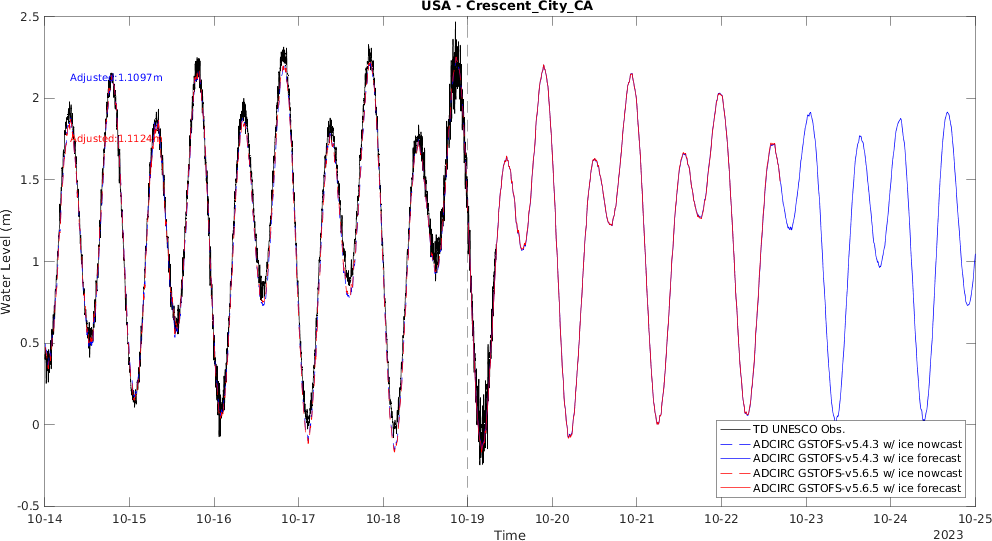 USA - Crescent_City_CA
2.5
2
1.5
1
0.5
0
-0.5
Water Level (m)
Adjusted:1.1097m
Adjusted:1.1124m
TD UNESCO Obs.
ADCIRC GSTOFS-v5.4.3 w/ ice nowcast
ADCIRC GSTOFS-v5.4.3 w/ ice forecast
ADCIRC GSTOFS-v5.6.5 w/ ice nowcast
ADCIRC GSTOFS-v5.6.5 w/ ice forecast
10-14 10-15 10-16 10-17 10-18 10-19 10-20 10-21 10-22 10-23 10-24 10-25
Time
2023